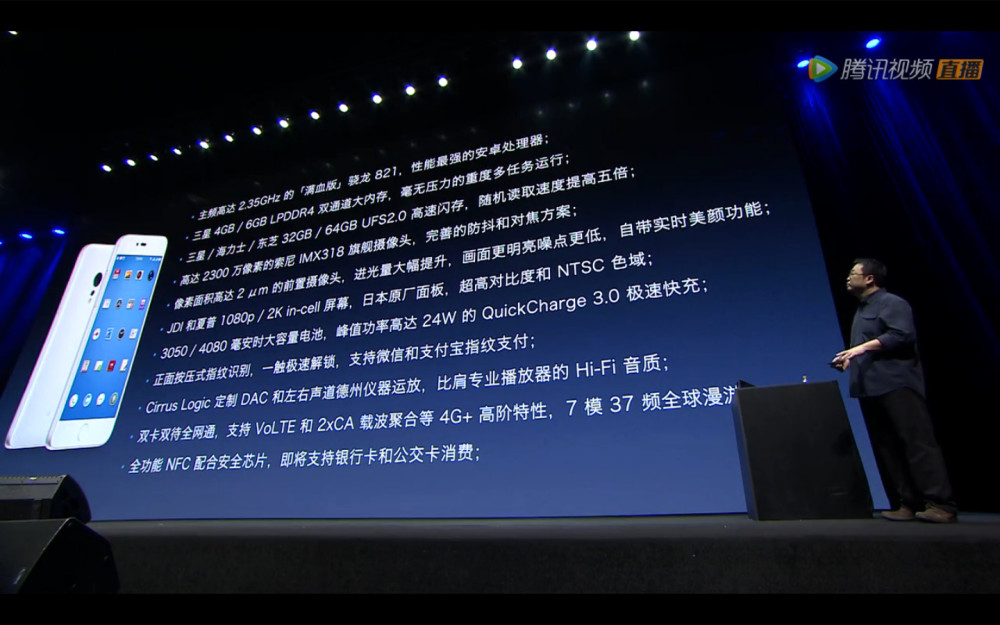 腾讯视频 直播
· 主频高达 2.35GHz 的「满血版」骁龙 821，性能最强的安卓处理器；
· 三星 4GB / 6GB LPDDR4 双通道大内存，毫无压力的重度多任务运行；
· 三星 / 海力士 / 东芝 32GB / 64GB UFS2.0 高速闪存，随机读取速度提高五倍；
· 高达 2300 万像素的索尼 IMX318 旗舰摄像头，完善的防抖和对焦方案；
· 像素面积高达 2 μm 的前置摄像头，进光量大幅提升，画面更明亮噪点更低，自带实时美颜功能；
· JDI 和夏普 1080p / 2K in-cell 屏幕，日本原厂面板，超高对比度和 NTSC 色域；
· 3050 / 4080 毫安时大容量电池，峰值功率高达 24W 的 QuickCharge 3.0 极速快充；
· 正面按压式指纹识别，一触极速解锁，支持微信和支付宝指纹支付；
· Cirrus Logic 定制 DAC 和左右声道德州仪器运放，比肩专业播放器的 Hi-Fi 音质；
· 双卡双待全网通，支持 VoLTE 和 2xCA 载波聚合等 4G+ 高阶特性，7 模 37 频全球漫游
· 全功能 NFC 配合安全芯片，即将支持银行卡和公交卡消费；